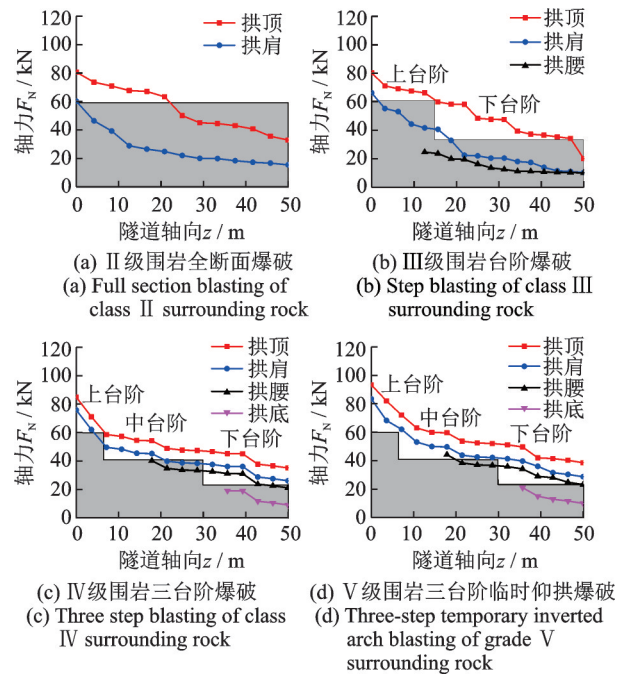 120
100
80
60
40
20
0
轴力F_N / kN
拱顶
拱肩
0 10 20 30 40 50
隧道轴向z / m
(a) Ⅱ级围岩全断面爆破
(a) Full section blasting of
class Ⅱ surrounding rock
120
100
80
60
40
20
0
轴力F_N / kN
拱顶
拱肩
拱腰
上台阶
下台阶
0 10 20 30 40 50
隧道轴向z / m
(b) Ⅲ级围岩台阶爆破
(b) Step blasting of class Ⅲ
surrounding rock
120
100
80
60
40
20
0
轴力F_N / kN
拱顶
拱肩
拱腰
拱底
上台阶
中台阶
下台阶
0 10 20 30 40 50
隧道轴向z / m
(c) Ⅳ级围岩三台阶爆破
(c) Three step blasting of class
Ⅳ surrounding rock
120
100
80
60
40
20
0
轴力F_N / kN
拱顶
拱肩
拱腰
拱底
上台阶
中台阶
下台阶
0 10 20 30 40 50
隧道轴向z / m
(d) Ⅴ级围岩三台阶临时仰拱爆破
(d) Three-step temporary inverted
arch blasting of grade Ⅴ
surrounding rock